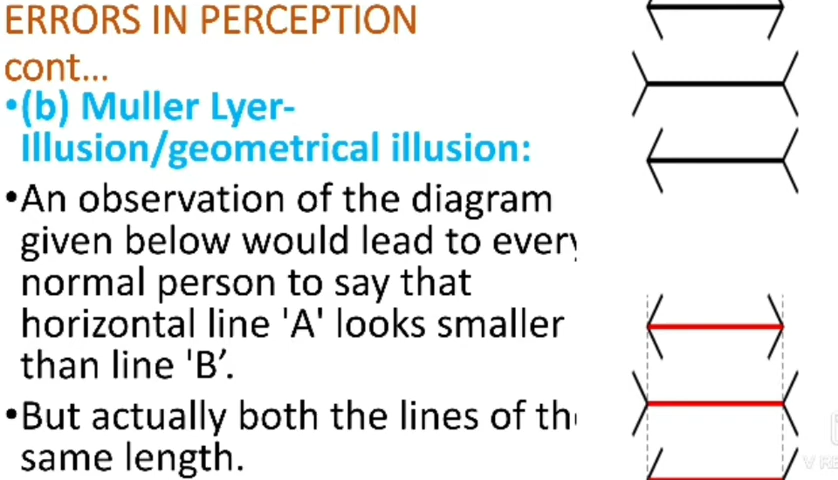 ERRORS IN PERCEPTION
cont...
•(b) Muller Lyer-
Illusion/geometrical illusion:
•An observation of the diagram
given below would lead to every
normal person to say that
horizontal line 'A' looks smaller
than line 'B’.
•But actually both the lines of the
same length.